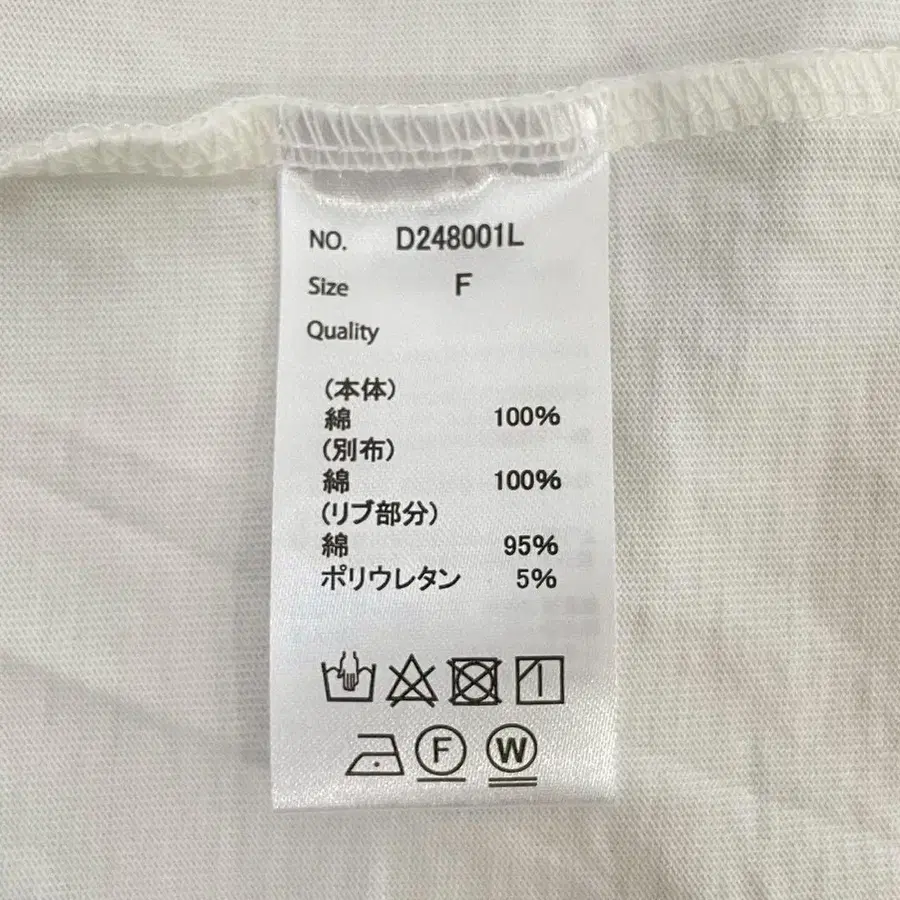 NO. D248001L
Size F
Quality
(本体)
綿 100%
(別布)
綿 100%
(リブ部分)
綿 95%
ポリウレタン 5%
F W